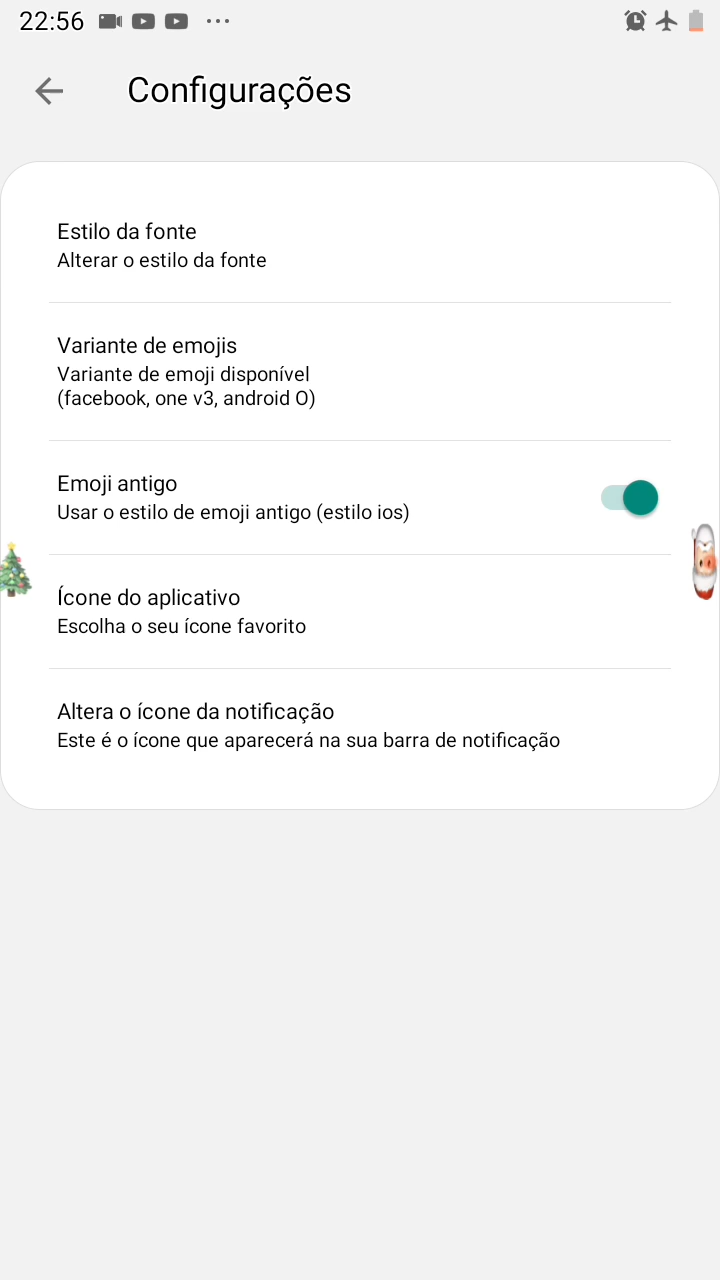 22:56
Configurações
Estilo da fonte
Alterar o estilo da fonte
Variante de emojis
Variante de emoji disponível
(facebook, one v3, android O)
Emoji antigo
Usar o estilo de emoji antigo (estilo ios)
Ícone do aplicativo
Escolha o seu ícone favorito
Altera o ícone da notificação
Este é o ícone que aparecerá na sua barra de notificação